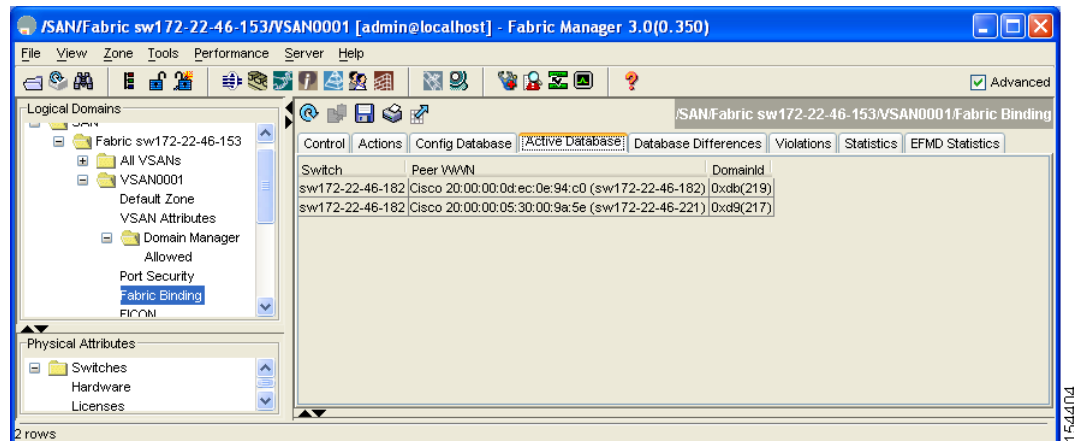 /SAN/Fabric sw172-22-46-153/VSAN0001 [admin@localhost] - Fabric Manager 3.0(0.350)
File View Zone Tools Performance Server Help
Advanced
Logical Domains
/SAN/Fabric sw172-22-46-153/VSAN0001/Fabric Binding
SAN
Fabric sw172-22-46-153
All VSANs
VSAN0001
Default Zone
VSAN Attributes
Domain Manager
Allowed
Port Security
Fabric Binding
FICON
Control Actions Config Database Active Database Database Differences Violations Statistics EFMD Statistics
Switch Peer WWN DomainId
sw172-22-46-182 Cisco 20:00:00:0d:ec:0e:94:c0 (sw172-22-46-182) 0xdb(219)
sw172-22-46-182 Cisco 20:00:00:05:30:00:9a:5e (sw172-22-46-221) 0xd9(217)
Physical Attributes
Switches
Hardware
Licenses
2 rows
154404